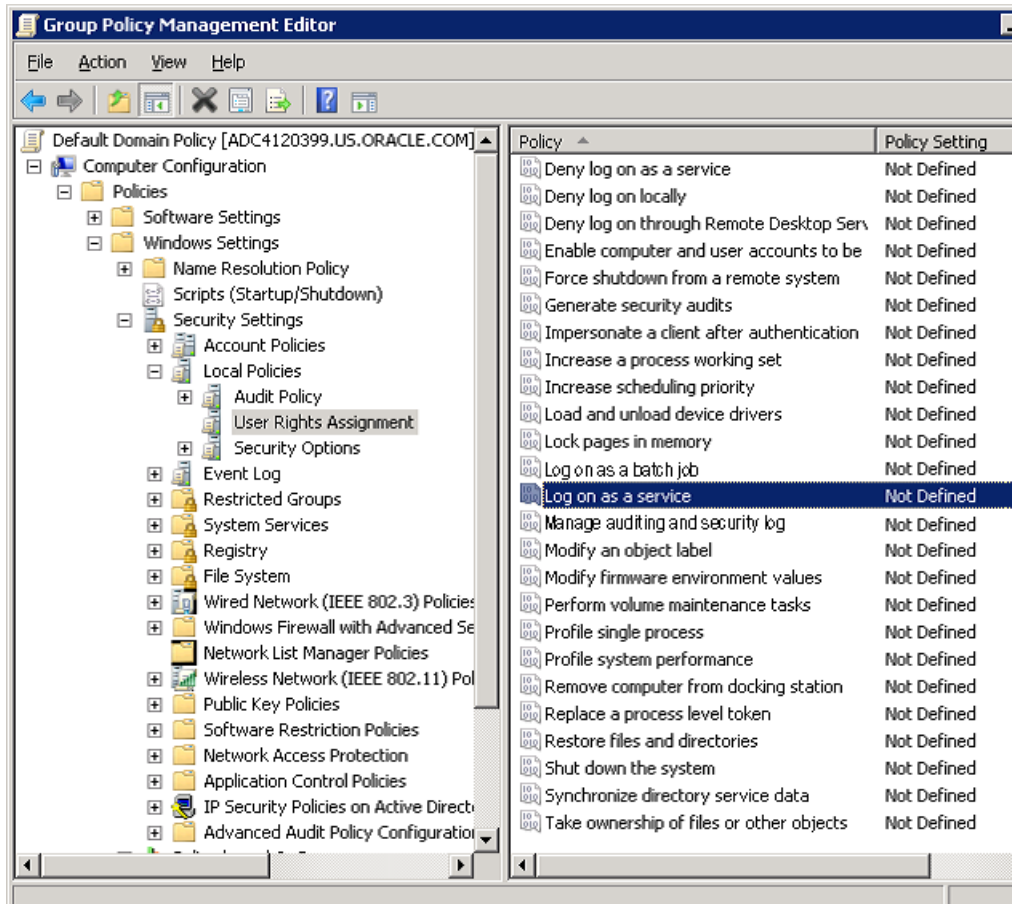 Group Policy Management Editor
File Action View Help
Default Domain Policy [ADC4120399.US.ORACLE.COM]
Computer Configuration
Policies
Software Settings
Windows Settings
Name Resolution Policy
Scripts (Startup/Shutdown)
Security Settings
Account Policies
Local Policies
Audit Policy
User Rights Assignment
Security Options
Event Log
Restricted Groups
System Services
Registry
File System
Wired Network (IEEE 802.3) Policies
Windows Firewall with Advanced Se
Network List Manager Policies
Wireless Network (IEEE 802.11) Pol
Public Key Policies
Software Restriction Policies
Network Access Protection
Application Control Policies
IP Security Policies on Active Direct
Advanced Audit Policy Configuration
Policy Policy Setting
Deny log on as a service Not Defined
Deny log on locally Not Defined
Deny log on through Remote Desktop Serv Not Defined
Enable computer and user accounts to be Not Defined
Force shutdown from a remote system Not Defined
Generate security audits Not Defined
Impersonate a client after authentication Not Defined
Increase a process working set Not Defined
Increase scheduling priority Not Defined
Load and unload device drivers Not Defined
Lock pages in memory Not Defined
Log on as a batch job Not Defined
Log on as a service Not Defined
Manage auditing and security log Not Defined
Modify an object label Not Defined
Modify firmware environment values Not Defined
Perform volume maintenance tasks Not Defined
Profile single process Not Defined
Profile system performance Not Defined
Remove computer from docking station Not Defined
Replace a process level token Not Defined
Restore files and directories Not Defined
Shut down the system Not Defined
Synchronize directory service data Not Defined
Take ownership of files or other objects Not Defined